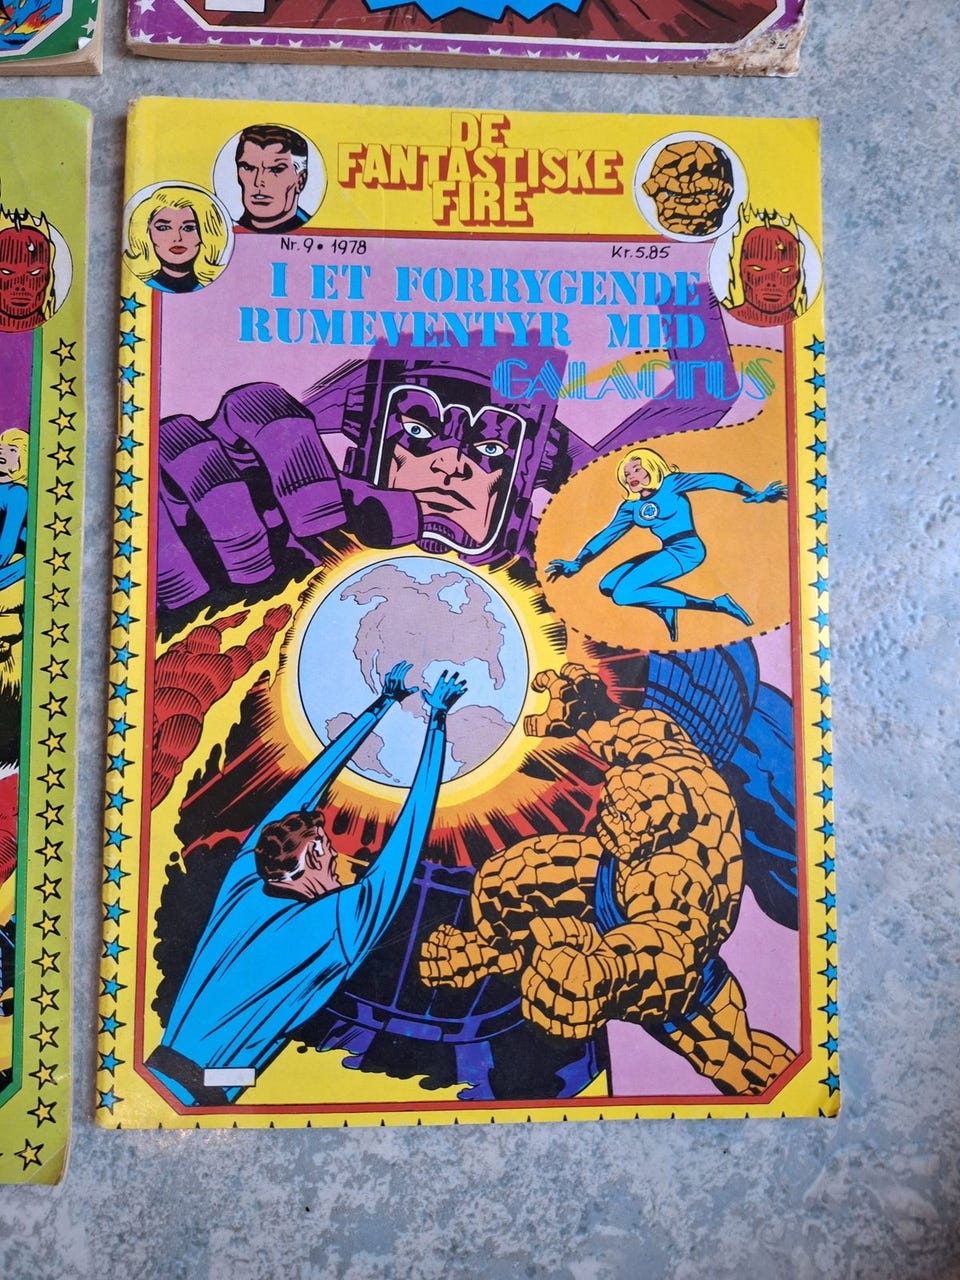 DE
FANTASTISKE
FIRE
Nr. 9 • 1978
Kr. 5.85
I ET FORRYGENDE
RUMEVENTYR MED
GALACTUS